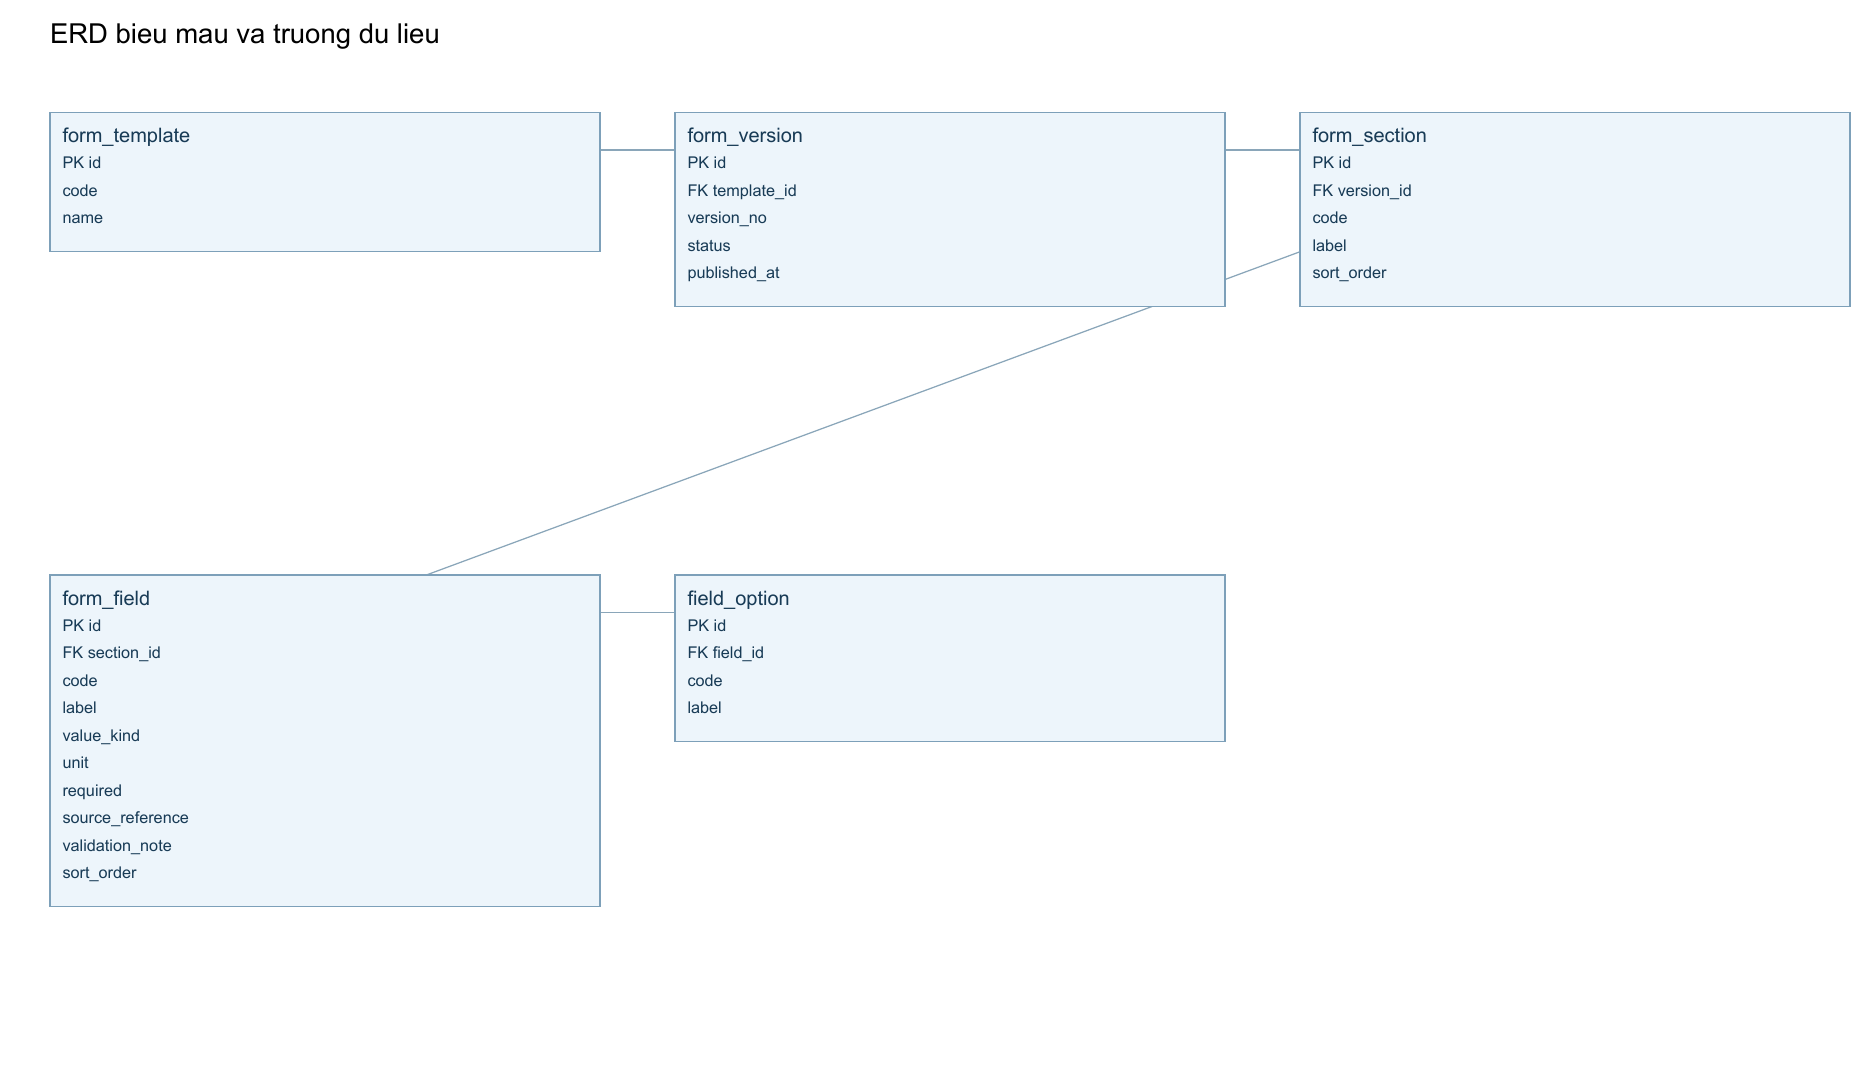 ERD bieu mau va truong du lieu
form_template
PK id
code
name
form_version
PK id
FK template_id
version_no
status
published_at
form_section
PK id
FK version_id
code
label
sort_order
form_field
PK id
FK section_id
code
label
value_kind
unit
required
source_reference
validation_note
sort_order
field_option
PK id
FK field_id
code
label